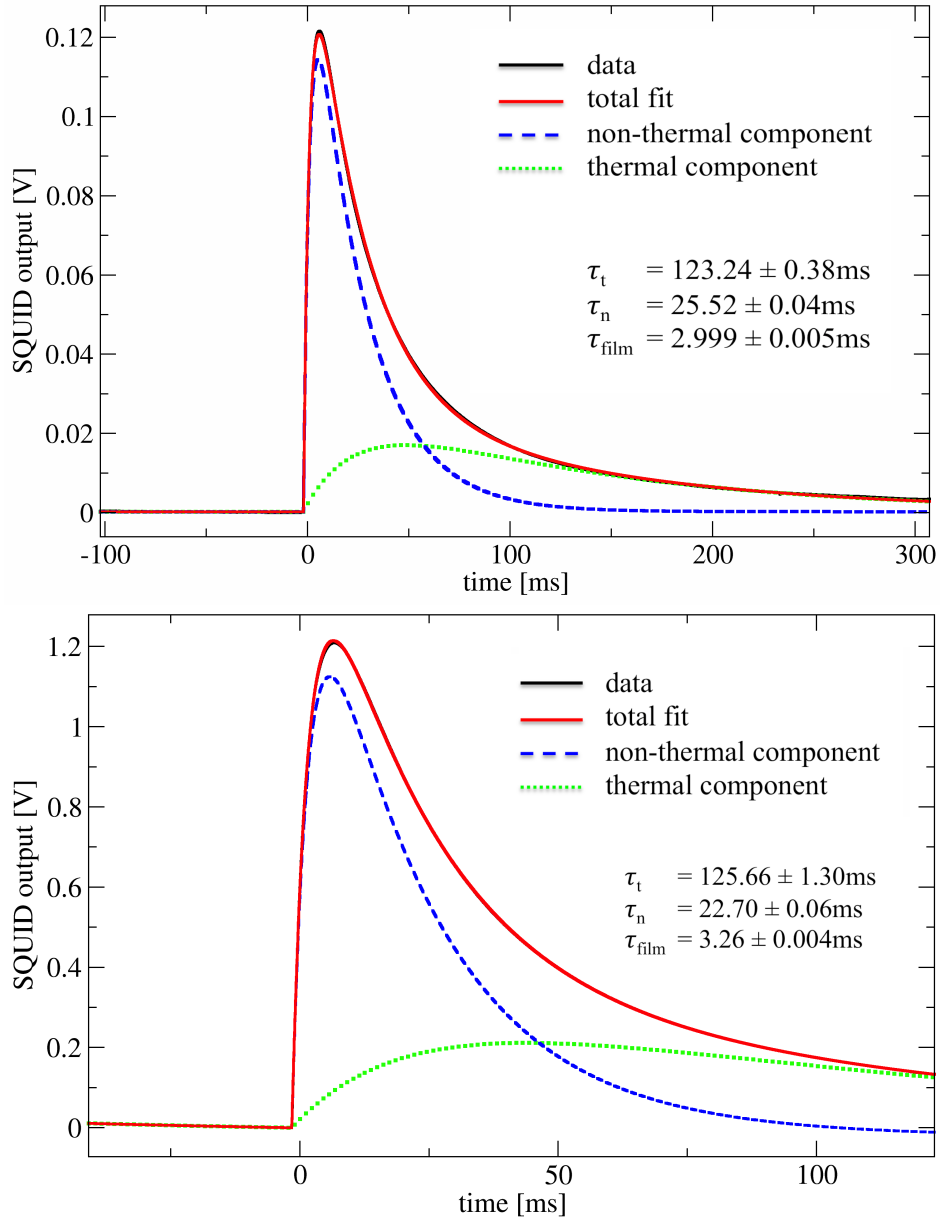 0.12
0.1
0.08
0.06
0.04
0.02
0
SQUID output [V]
data
total fit
non-thermal component
thermal component
τt = 123.24 ± 0.38ms
τn = 25.52 ± 0.04ms
τfilm = 2.999 ± 0.005ms
-100 0 100 200 300
time [ms]
1.2
1
0.8
0.6
0.4
0.2
0
SQUID output [V]
data
total fit
non-thermal component
thermal component
τt = 125.66 ± 1.30ms
τn = 22.70 ± 0.06ms
τfilm = 3.26 ± 0.004ms
0 50 100
time [ms]